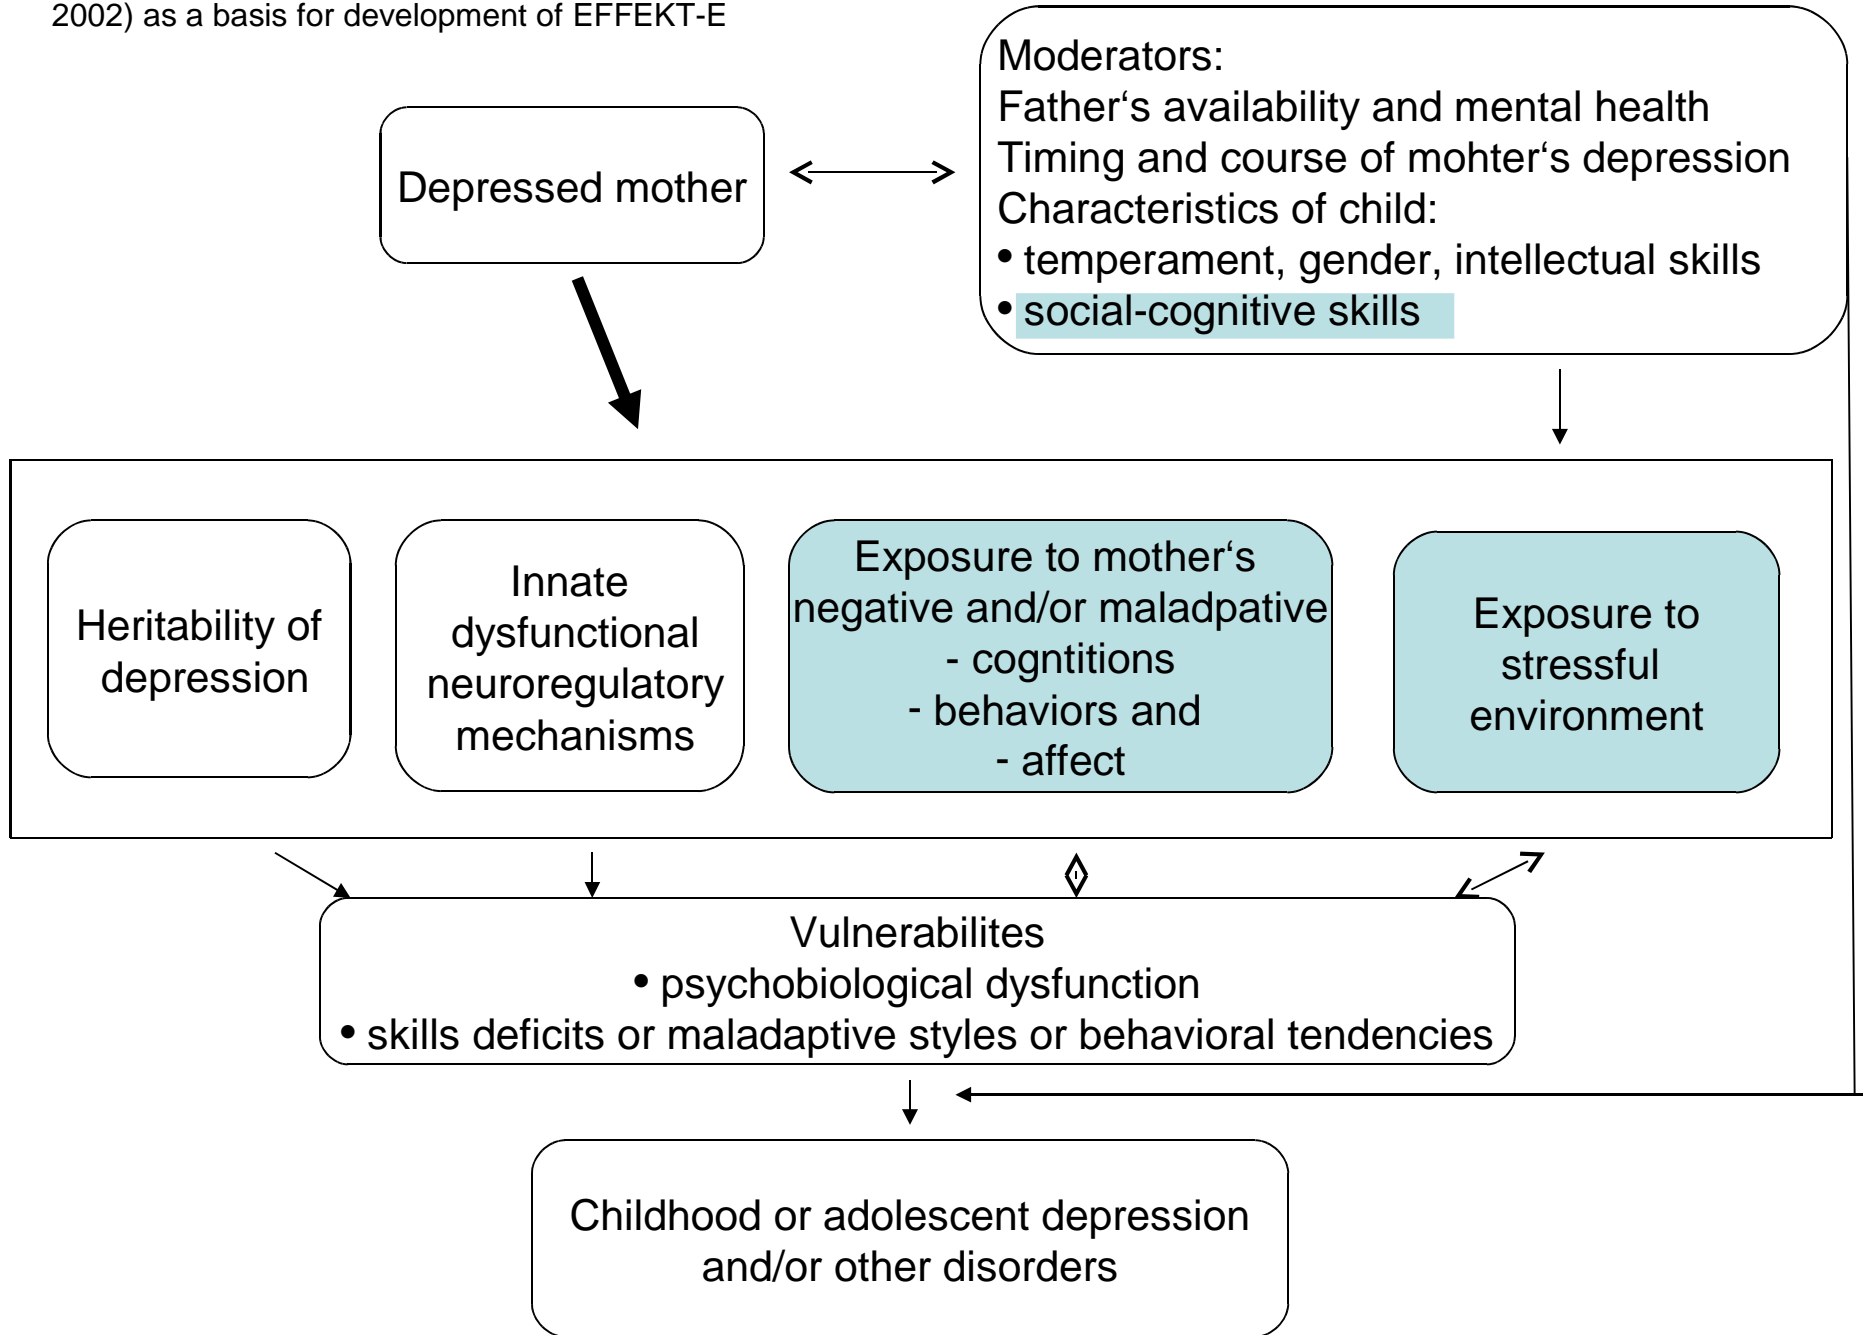 2002) as a basis for development of EFFEKT-E
Moderators:
Father‘s availability and mental health
Timing and course of mohter‘s depression
Characteristics of child:
• temperament, gender, intellectual skills
• social-cognitive skills
Depressed mother
Heritability of
depression
Innate
dysfunctional
neuroregulatory
mechanisms
Exposure to mother‘s
negative and/or maladpative
- cogntitions
- behaviors and
- affect
Exposure to
stressful
environment
Vulnerabilites
• psychobiological dysfunction
• skills deficits or maladaptive styles or behavioral tendencies
Childhood or adolescent depression
and/or other disorders